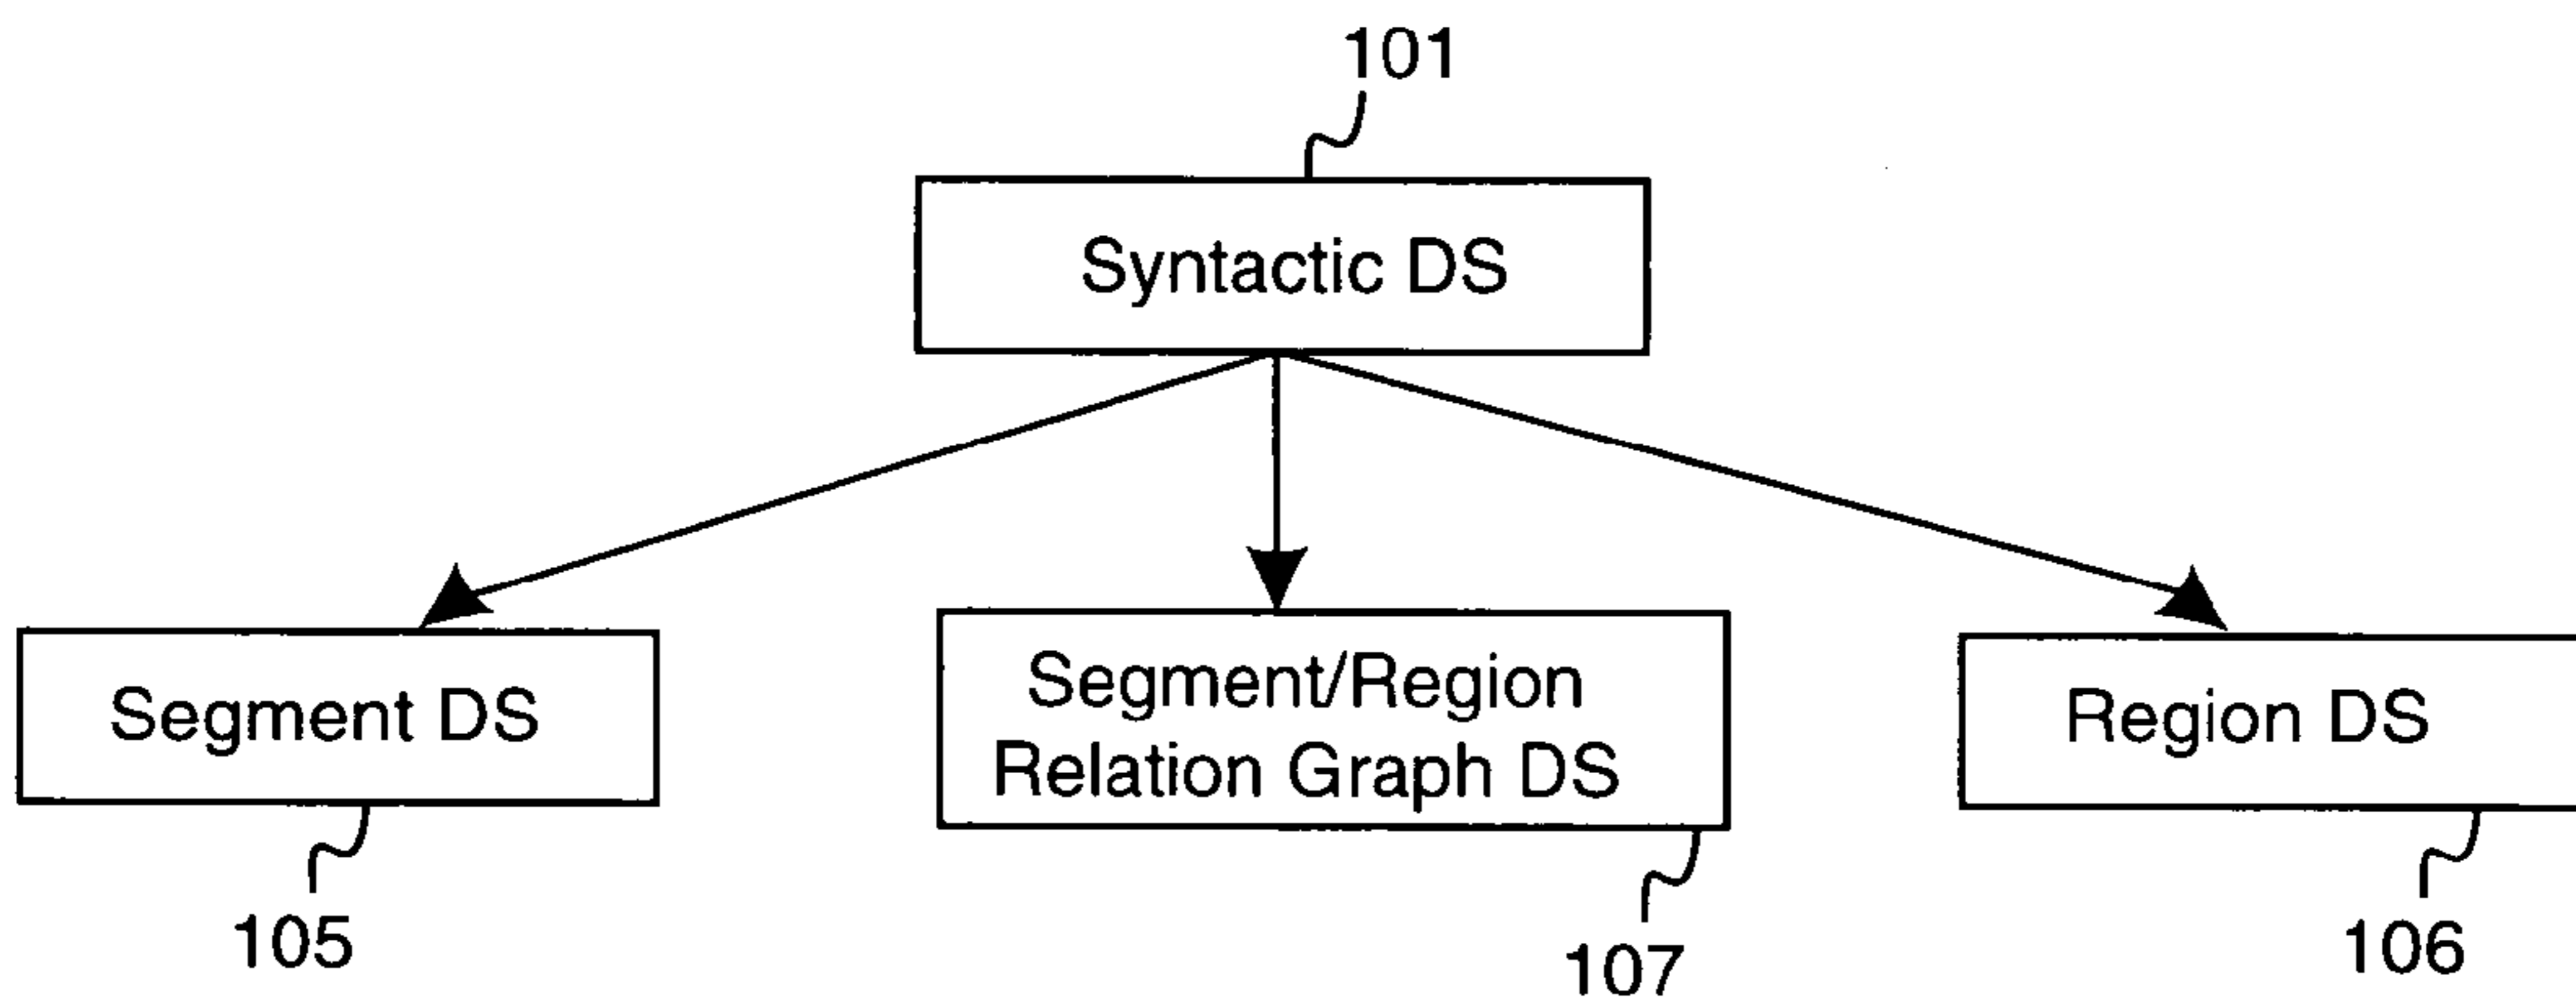 101
Syntactic DS
Segment DS
Segment/Region
Relation Graph DS
Region DS
105
107
106